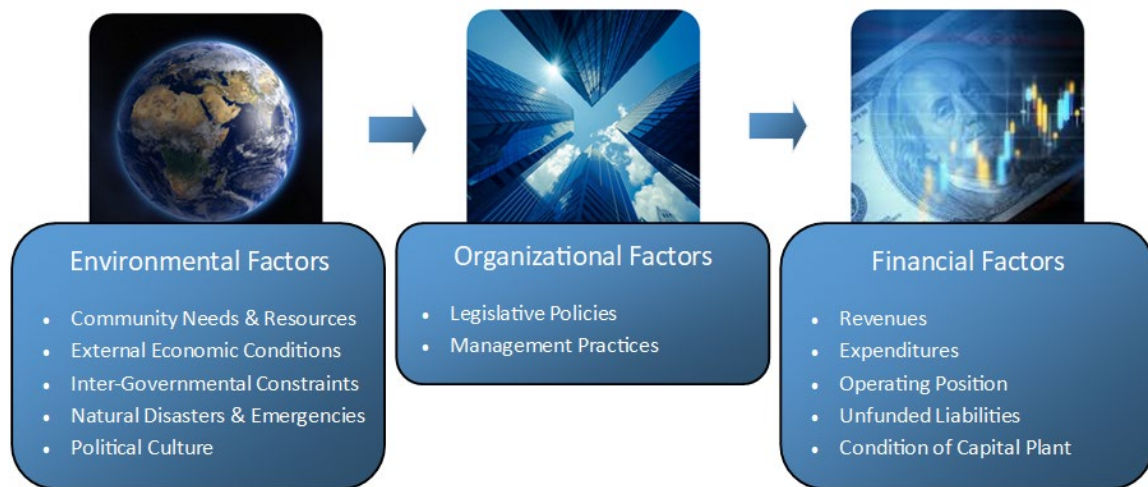 Environmental Factors
• Community Needs & Resources
• External Economic Conditions
• Inter-Governmental Constraints
• Natural Disasters & Emergencies
• Political Culture
Organizational Factors
• Legislative Policies
• Management Practices
Financial Factors
• Revenues
• Expenditures
• Operating Position
• Unfunded Liabilities
• Condition of Capital Plant